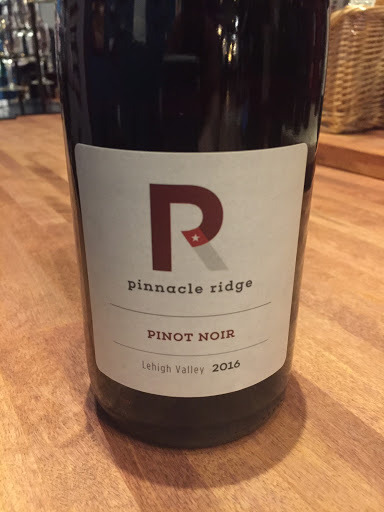 R
pinnacle ridge
PINOT NOIR
Lehigh Valley 2016